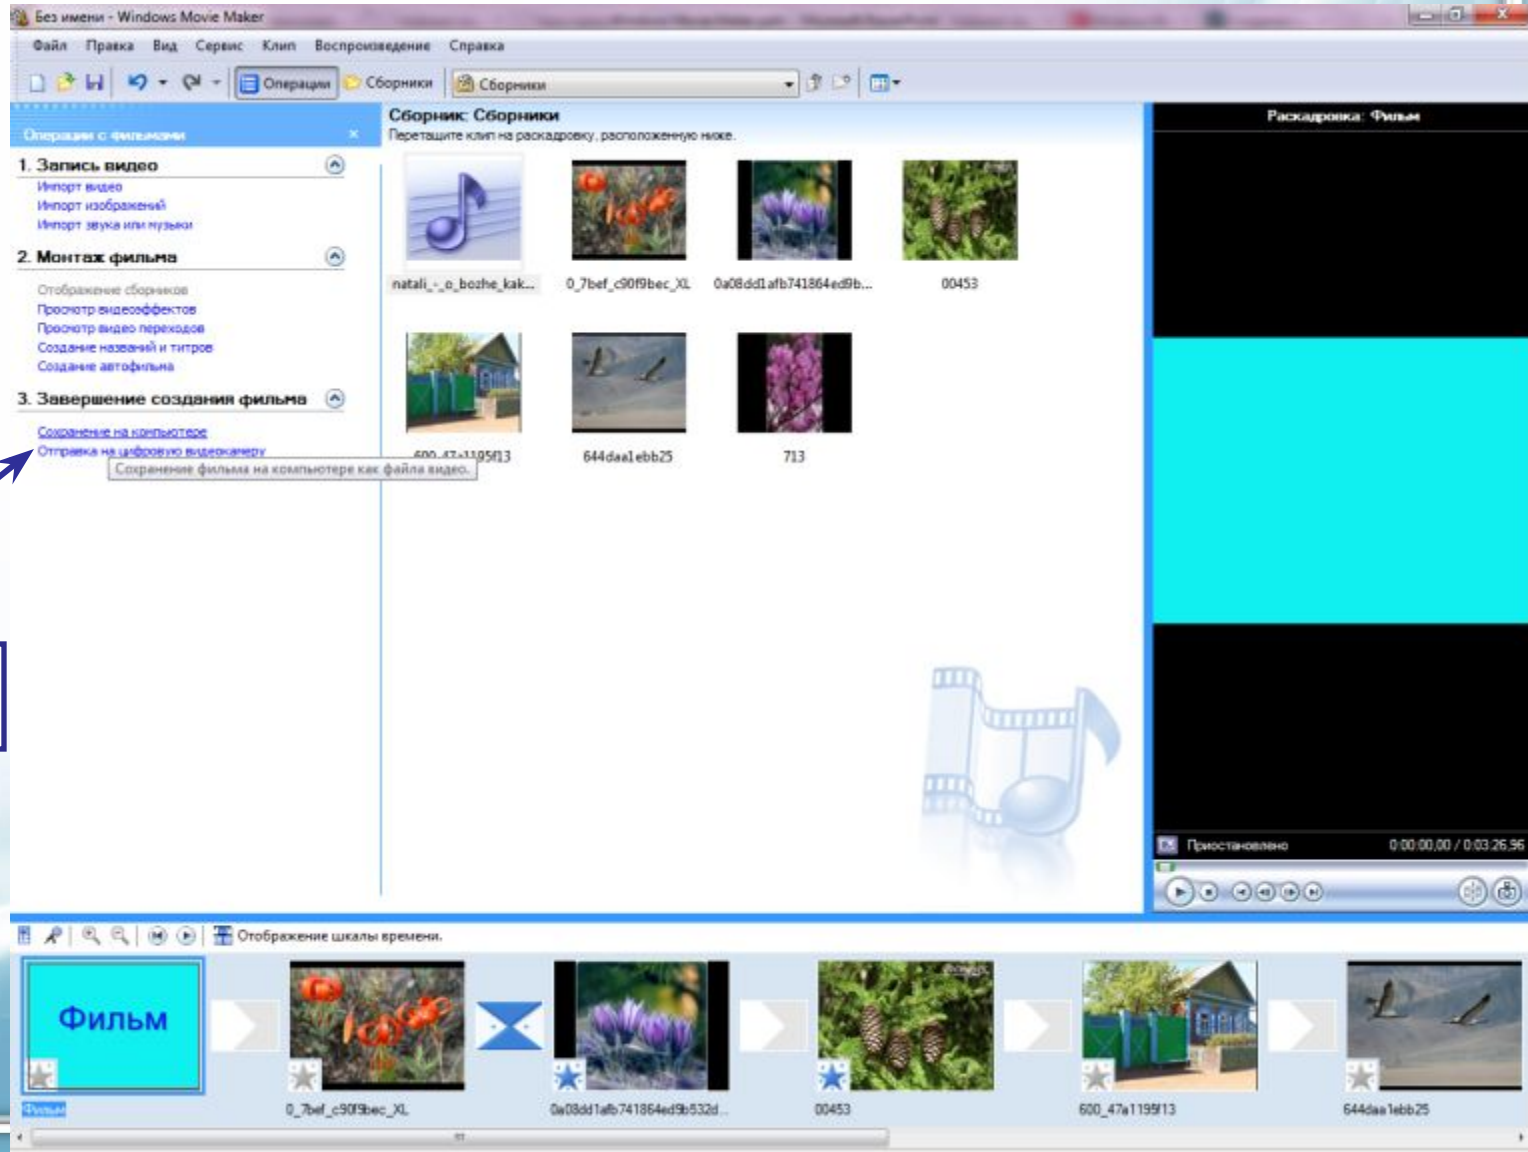 Без имени - Windows Movie Maker
Файл Правка Вид Сервис Клип Воспроизведение Справка
Операции Сборники Сборники
Операции с фильмами
1. Запись видео
Импорт видео
Импорт изображений
Импорт звука или музыки
2. Монтаж фильма
Отображение сборников
Просмотр видеоэффектов
Просмотр видео переходов
Создание названий и титров
Создание автофильма
3. Завершение создания фильма
Сохранение на компьютере
Отправка на цифровую видеокамеру
Сохранение фильма на компьютере как файла видео.
Сборник: Сборники
Перетащите клип на раскадровку, расположенную ниже.
natali_-_o_bozhe_kak...
0_7bef_c90f9bec_XL
0a08dd1afb741864ed9b...
00453
600_47a1195f13
644daa1ebb25
713
Раскадровка: Фильм
Приостановлено
0:00:00,00 / 0:03:26,96
Отображение шкалы времени.
Фильм
Фильм
0_7bef_c90f9bec_XL
0a08dd1afb741864ed9b532d...
00453
600_47a1195f13
644daa1ebb25